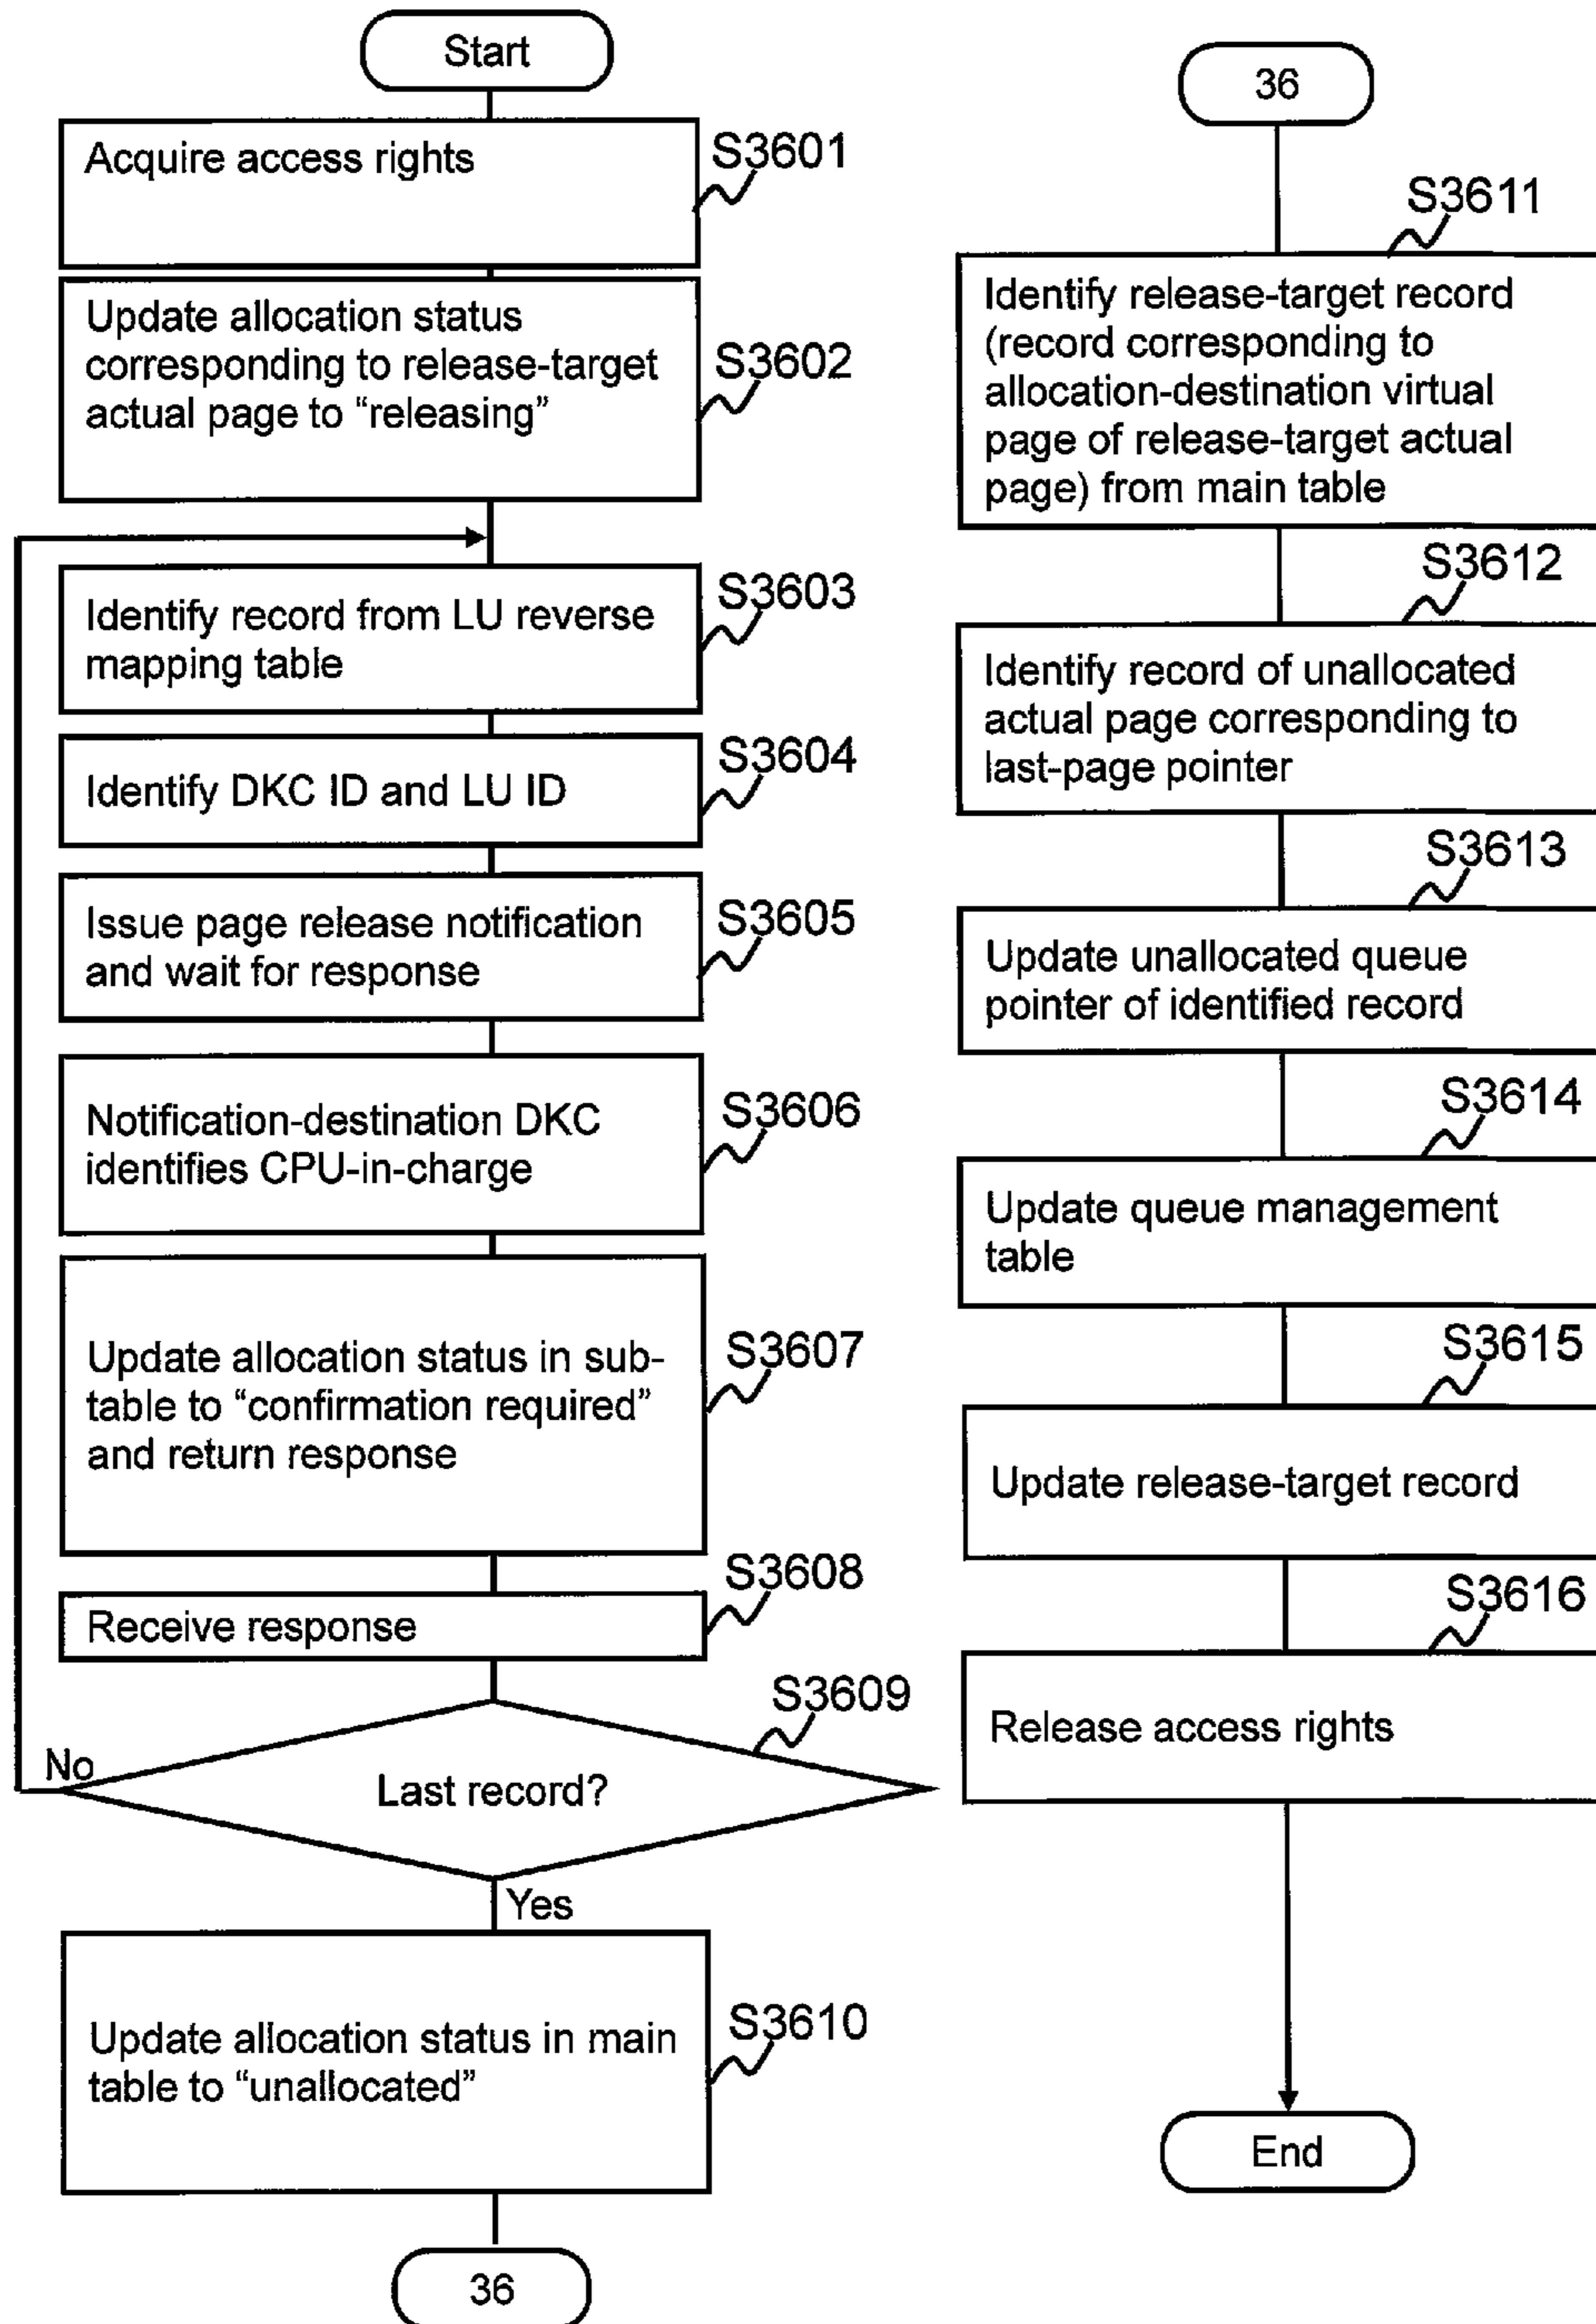 Start
Acquire access rights
S3601
Update allocation status
corresponding to release-target
actual page to “releasing”
S3602
Identify record from LU reverse
mapping table
S3603
Identify DKC ID and LU ID
S3604
Issue page release notification
and wait for response
S3605
Notification-destination DKC
identifies CPU-in-charge
S3606
Update allocation status in sub-
table to “confirmation required”
and return response
S3607
Receive response
S3608
Last record?
S3609
No
Yes
Update allocation status in main
table to “unallocated”
S3610
36
36
S3611
Identify release-target record
(record corresponding to
allocation-destination virtual
page of release-target actual
page) from main table
S3612
Identify record of unallocated
actual page corresponding to
last-page pointer
S3613
Update unallocated queue
pointer of identified record
S3614
Update queue management
table
S3615
Update release-target record
S3616
Release access rights
End